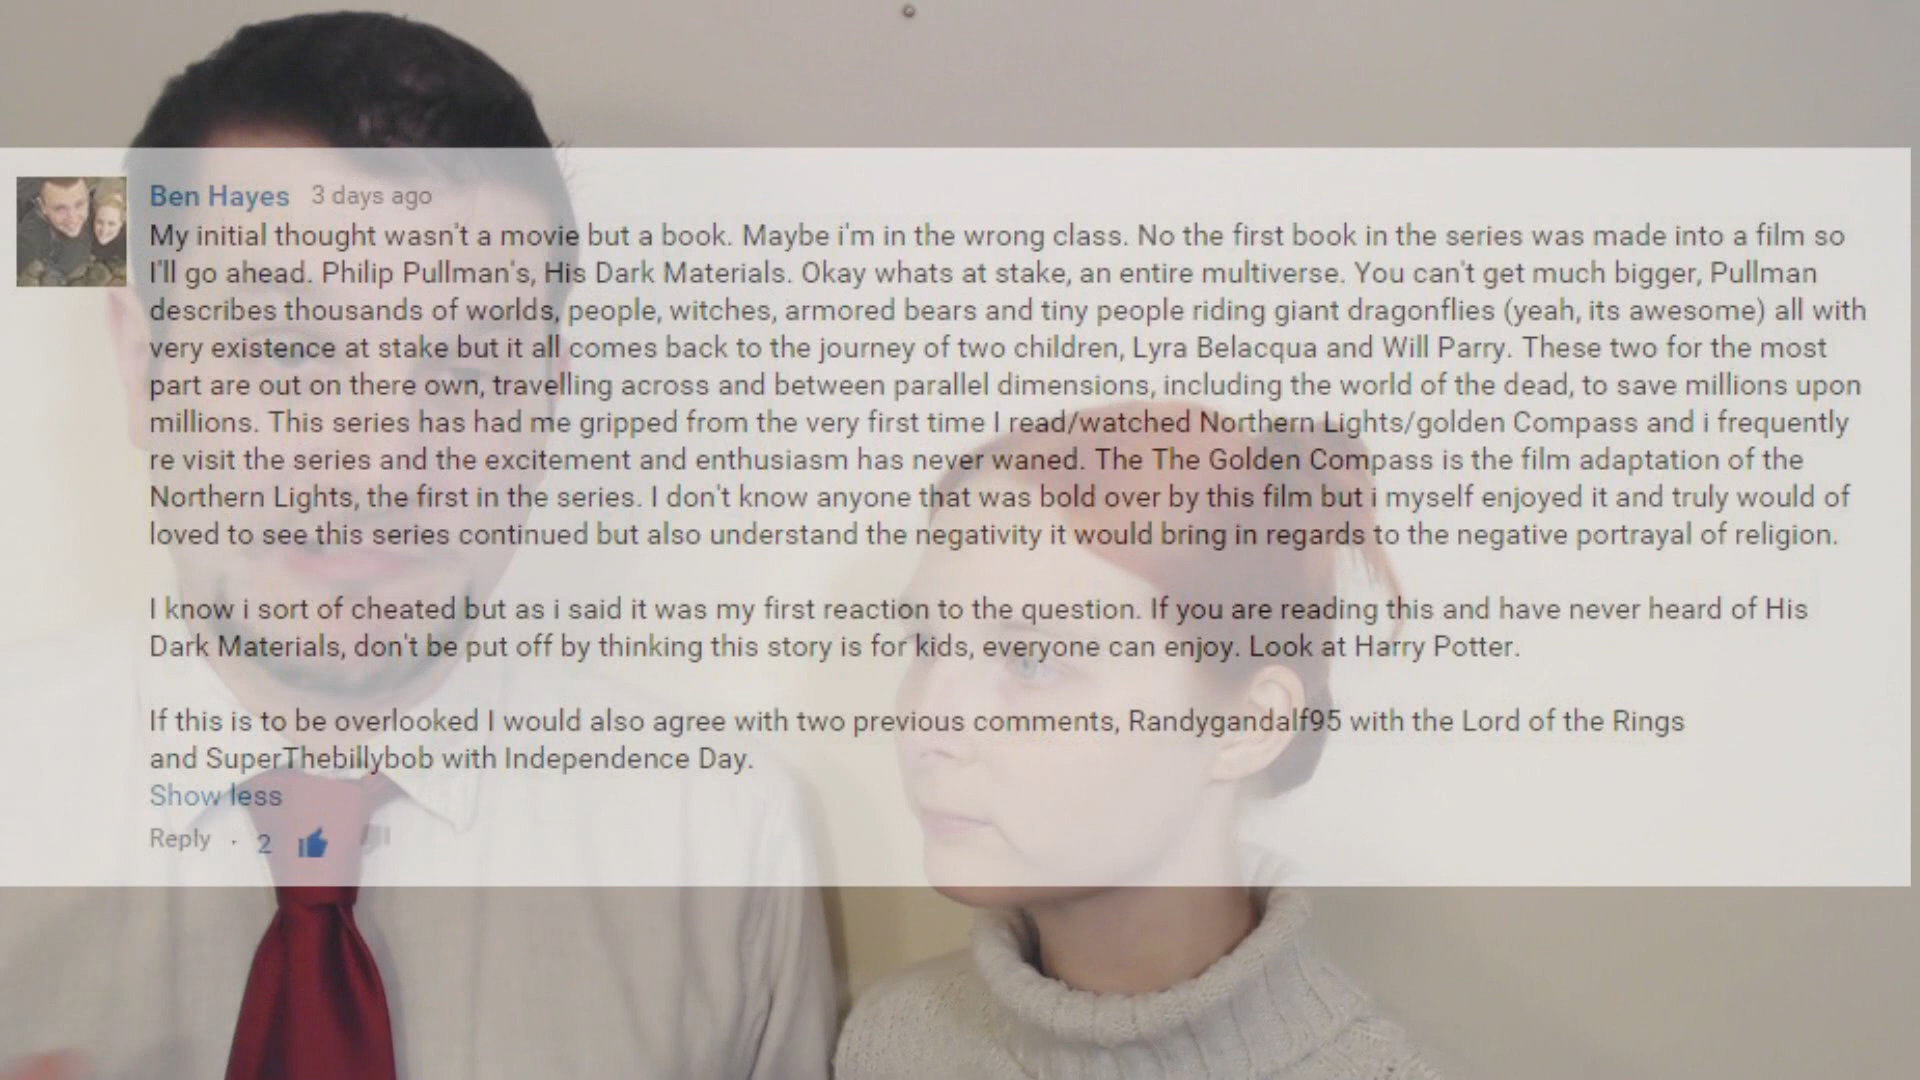 Ben Hayes 3 days ago
My initial thought wasn't a movie but a book. Maybe i'm in the wrong class. No the first book in the series was made into a film so
I'll go ahead. Philip Pullman's, His Dark Materials. Okay whats at stake, an entire multiverse. You can't get much bigger, Pullman
describes thousands of worlds, people, witches, armored bears and tiny people riding giant dragonflies (yeah, its awesome) all with
very existence at stake but it all comes back to the journey of two children, Lyra Belacqua and Will Parry. These two for the most
part are out on there own, travelling across and between parallel dimensions, including the world of the dead, to save millions upon
millions. This series has had me gripped from the very first time I read/watched Northern Lights/golden Compass and i frequently
re visit the series and the excitement and enthusiasm has never waned. The The Golden Compass is the film adaptation of the
Northern Lights, the first in the series. I don't know anyone that was bold over by this film but i myself enjoyed it and truly would of
loved to see this series continued but also understand the negativity it would bring in regards to the negative portrayal of religion.
I know i sort of cheated but as i said it was my first reaction to the question. If you are reading this and have never heard of His
Dark Materials, don't be put off by thinking this story is for kids, everyone can enjoy. Look at Harry Potter.
If this is to be overlooked I would also agree with two previous comments, Randygandalf95 with the Lord of the Rings
and SuperThebillybob with Independence Day.
Show less
Reply · 2